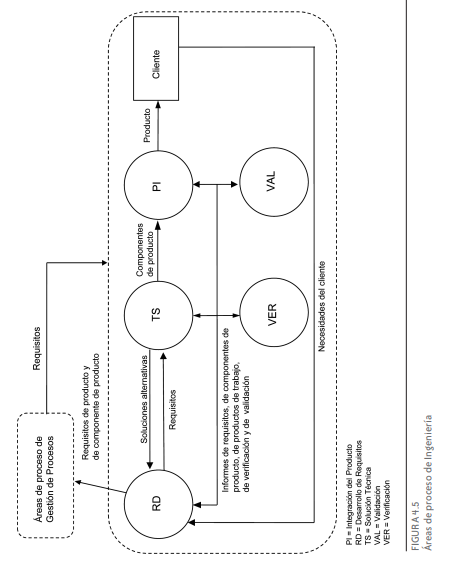 Áreas de proceso de
Gestión de Procesos
Requisitos
Requisitos de producto y
de componente de producto
RD
Soluciones alternativas
Requisitos
TS
Componentes
de producto
PI
Producto
Cliente
Informes de requisitos, de componentes de
producto, de productos de trabajo,
de verificación y de validación
VER
VAL
Necesidades del cliente
PI = Integración del Producto
RD = Desarrollo de Requisitos
TS = Solución Técnica
VAL = Validación
VER = Verificación
FIGURA 4.5
Áreas de proceso de Ingeniería